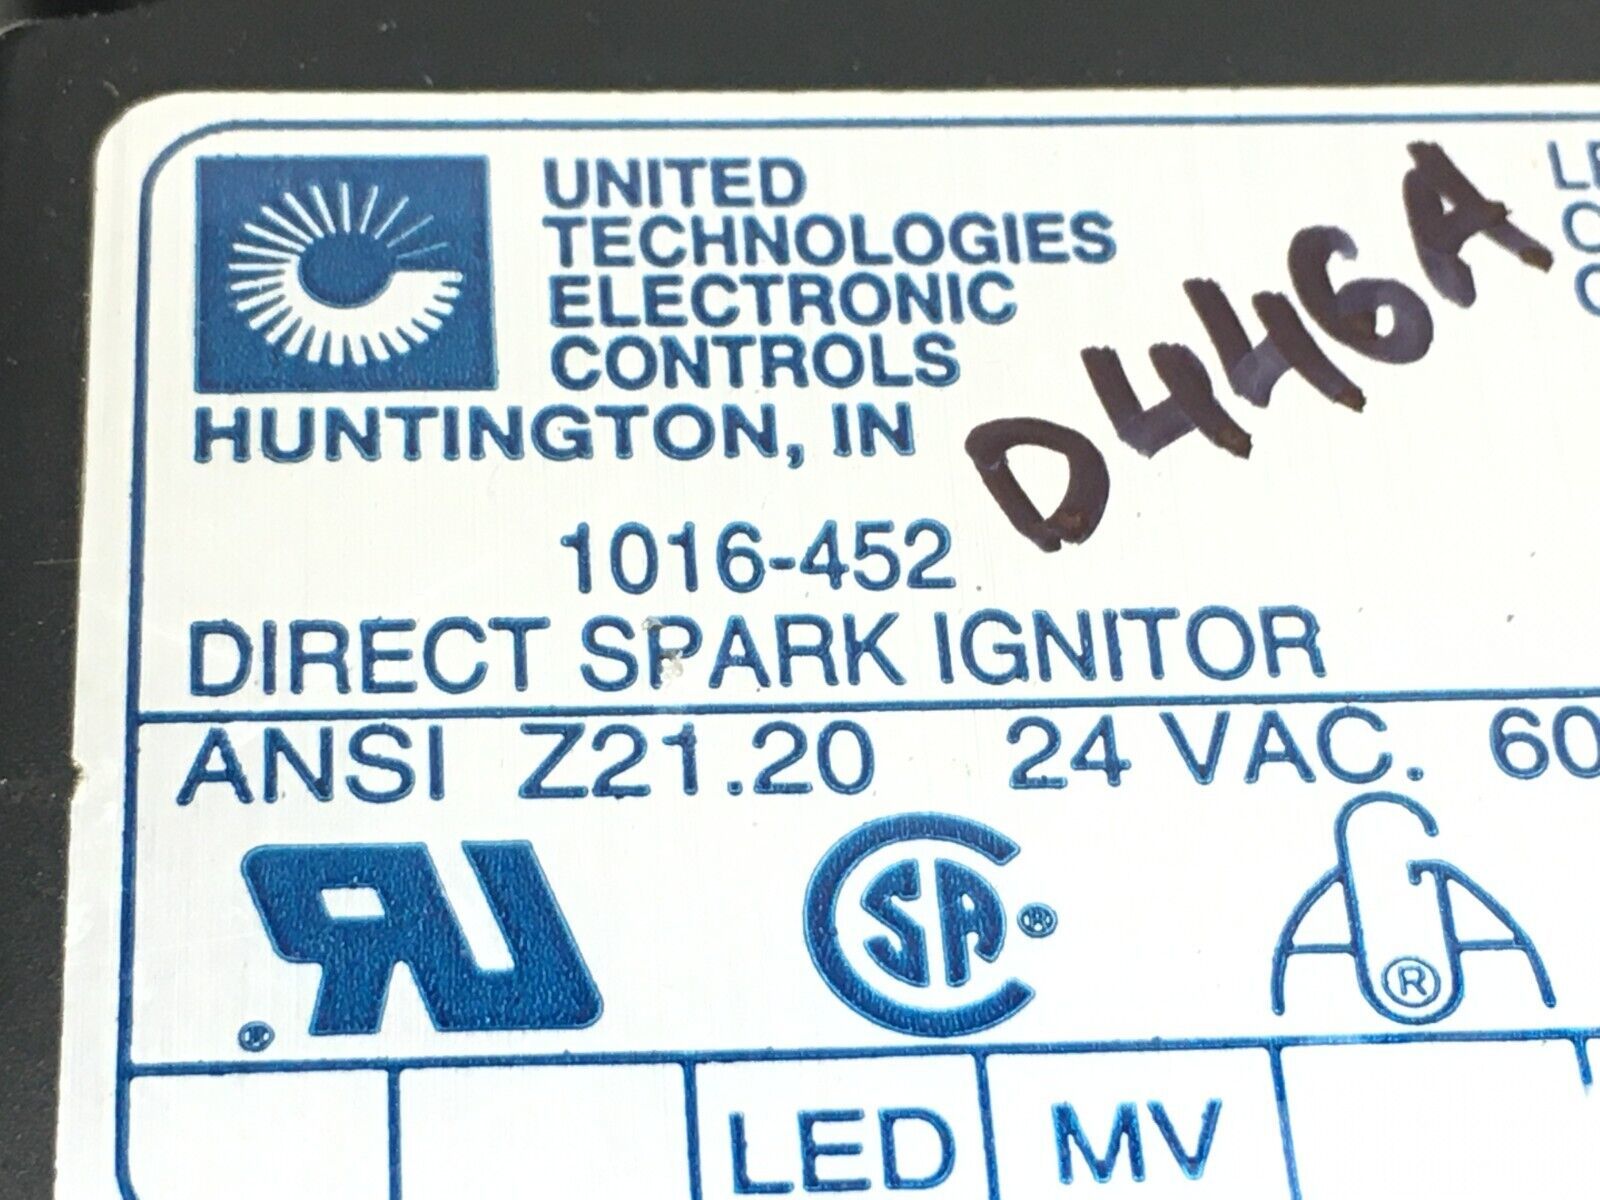 UNITED
TECHNOLOGIES
ELECTRONIC
CONTROLS
HUNTINGTON, IN
D446A
1016-452
DIRECT SPARK IGNITOR
ANSI Z21.20 24 VAC. 60
SA ®
®
®
LED MV